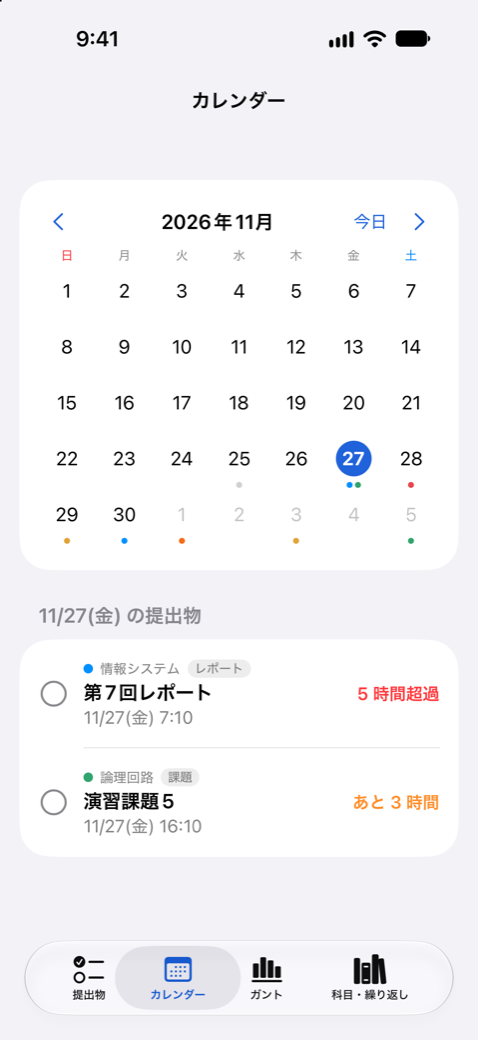 9:41
カレンダー
2026年11月 今日
日 月 火 水 木 金 土
1 2 3 4 5 6 7
8 9 10 11 12 13 14
15 16 17 18 19 20 21
22 23 24 25 26 27 28
29 30 1 2 3 4 5
11/27(金) の提出物
情報システム レポート
第7回レポート 5 時間超過
11/27(金) 7:10
論理回路 課題
演習課題5 あと 3 時間
11/27(金) 16:10
提出物 カレンダー ガント 科目・繰り返し